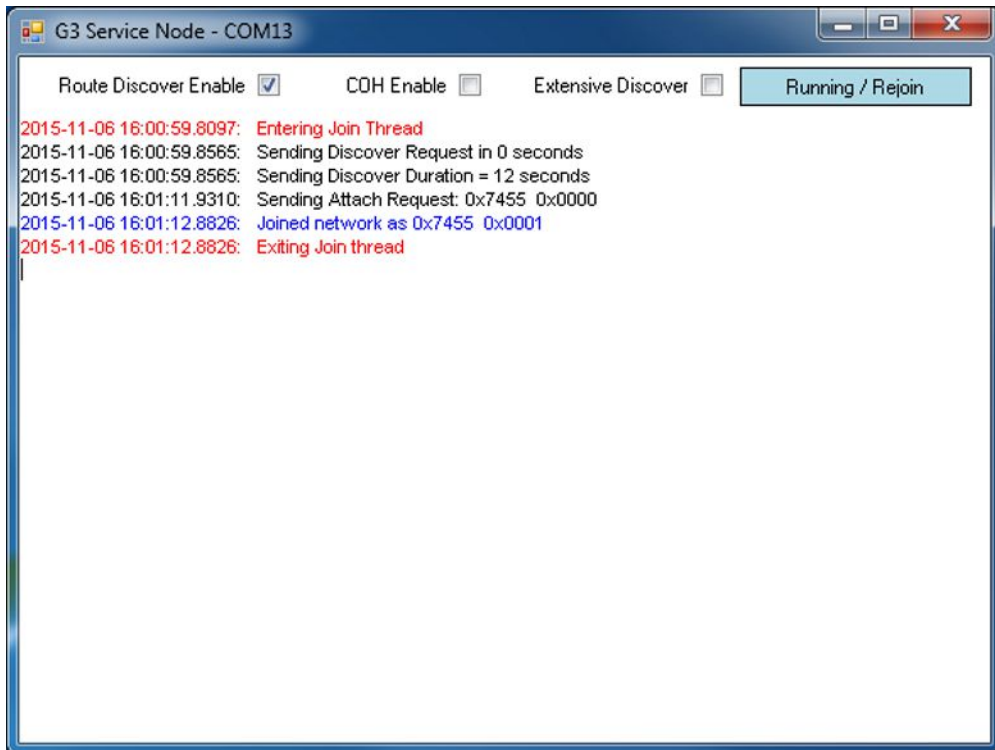 G3 Service Node - COM13
Route Discover Enable COH Enable Extensive Discover Running / Rejoin
2015-11-06 16:00:59.8097: Entering Join Thread
2015-11-06 16:00:59.8565: Sending Discover Request in 0 seconds
2015-11-06 16:00:59.8565: Sending Discover Duration = 12 seconds
2015-11-06 16:01:11.9310: Sending Attach Request: 0x7455 0x0000
2015-11-06 16:01:12.8826: Joined network as 0x7455 0x0001
2015-11-06 16:01:12.8826: Exiting Join thread